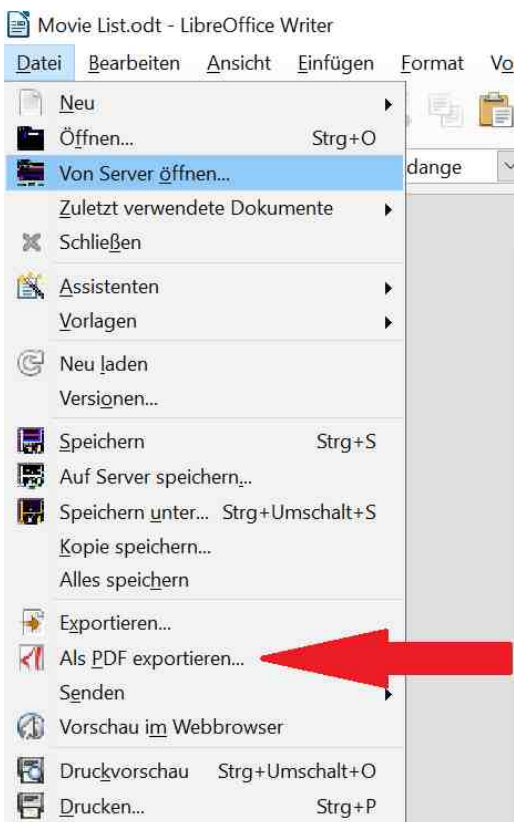 Movie List.odt - LibreOffice Writer
Datei Bearbeiten Ansicht Einfügen Format Vo
Neu
Öffnen... Strg+O
dange
Von Server öffnen...
Zuletzt verwendete Dokumente
Schließen
Assistenten
Vorlagen
Neu laden
Versionen...
Speichern Strg+S
Auf Server speichern...
Speichern unter... Strg+Umschalt+S
Kopie speichern...
Alles speichern
Exportieren...
Als PDF exportieren...
Senden
Vorschau im Webbrowser
Druckvorschau Strg+Umschalt+O
Drucken... Strg+P